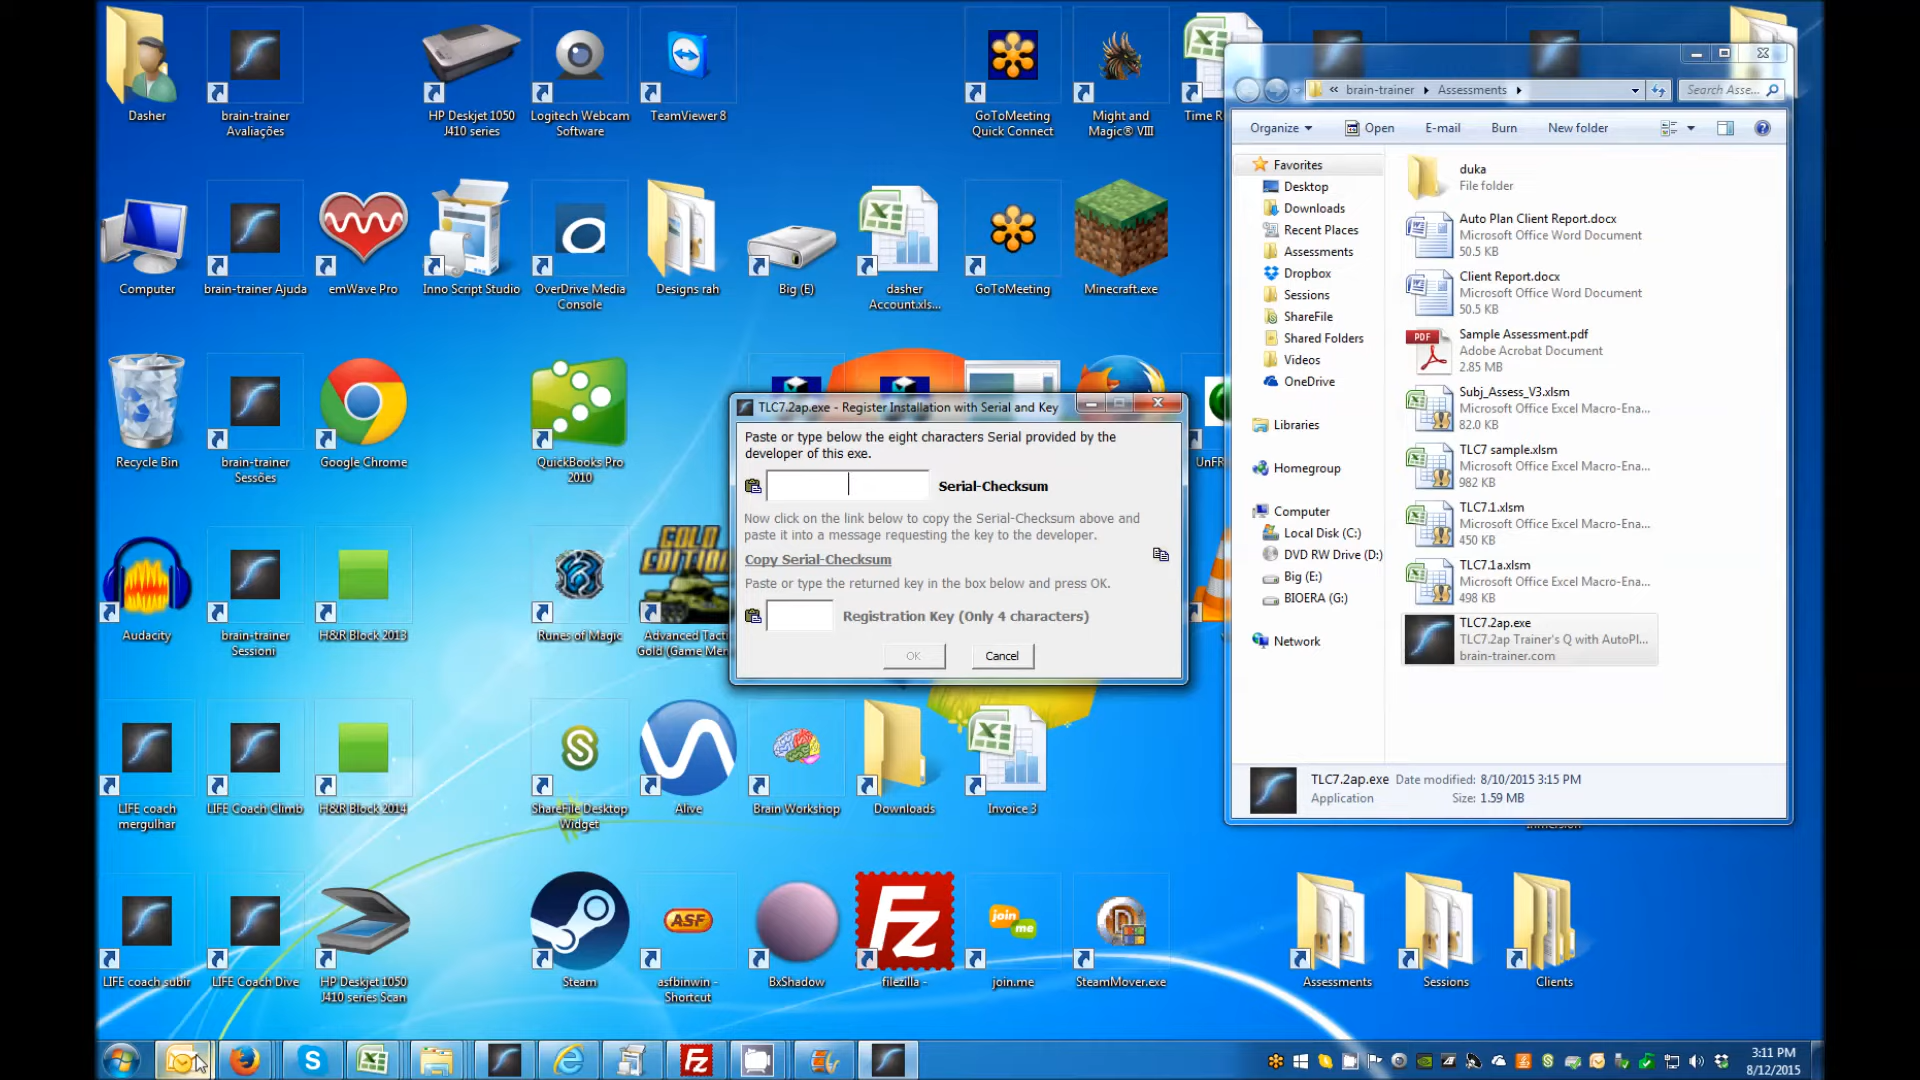 Dasher
brain-trainer
Avaliações
HP Deskjet 1050
J410 series
Logitech Webcam
Software
TeamViewer 8
GoToMeeting
Quick Connect
Might and
Magic® VIII
Time R
Computer
brain-trainer Ajuda
emWave Pro
Inno Script Studio
OverDrive Media
Console
Designs rah
Big (E)
dasher
Account.xls...
GoToMeeting
Minecraft.exe
Recycle Bin
brain-trainer
Sessões
Google Chrome
QuickBooks Pro
2010
UnFR
Audacity
brain-trainer
Sessioni
H&R Block 2013
Runes of Magic
GOLD
EDITION
Advanced Tacti
Gold (Game Mer
LIFE coach
mergulhar
LIFE Coach Climb
H&R Block 2014
ShareFile Desktop
Widget
Alive
Brain Workshop
Downloads
Invoice 3
LIFE coach subir
LIFE Coach Dive
HP Deskjet 1050
J410 series Scan
Steam
ASF
asfbinwin -
Shortcut
BxShadow
Fz
filezilla -
join
me
join.me
SteamMover.exe
Assessments
Sessions
Clients
TLC7.2ap.exe - Register Installation with Serial and Key
Paste or type below the eight characters Serial provided by the
developer of this exe.
Serial-Checksum
Now click on the link below to copy the Serial-Checksum above and
paste it into a message requesting the key to the developer.
Copy Serial-Checksum
Paste or type the returned key in the box below and press OK.
Registration Key (Only 4 characters)
OK
Cancel
« brain-trainer
Assessments
Search Asse...
Organize
Open
E-mail
Burn
New folder
Favorites
Desktop
Downloads
Recent Places
Assessments
Dropbox
Sessions
ShareFile
Shared Folders
Videos
OneDrive
Libraries
Homegroup
Computer
Local Disk (C:)
DVD RW Drive (D:)
Big (E:)
BIOERA (G:)
Network
duka
File folder
Auto Plan Client Report.docx
Microsoft Office Word Document
50.5 KB
Client Report.docx
Microsoft Office Word Document
50.5 KB
PDF
Sample Assessment.pdf
Adobe Acrobat Document
2.85 MB
Subj_Assess_V3.xlsm
Microsoft Office Excel Macro-Ena...
82.0 KB
TLC7 sample.xlsm
Microsoft Office Excel Macro-Ena...
982 KB
TLC7.1.xlsm
Microsoft Office Excel Macro-Ena...
450 KB
TLC7.1a.xlsm
Microsoft Office Excel Macro-Ena...
498 KB
TLC7.2ap.exe
TLC7.2ap Trainer's Q with AutoPl...
brain-trainer.com
TLC7.2ap.exe Date modified: 8/10/2015 3:15 PM
Application Size: 1.59 MB
3:11 PM
8/12/2015